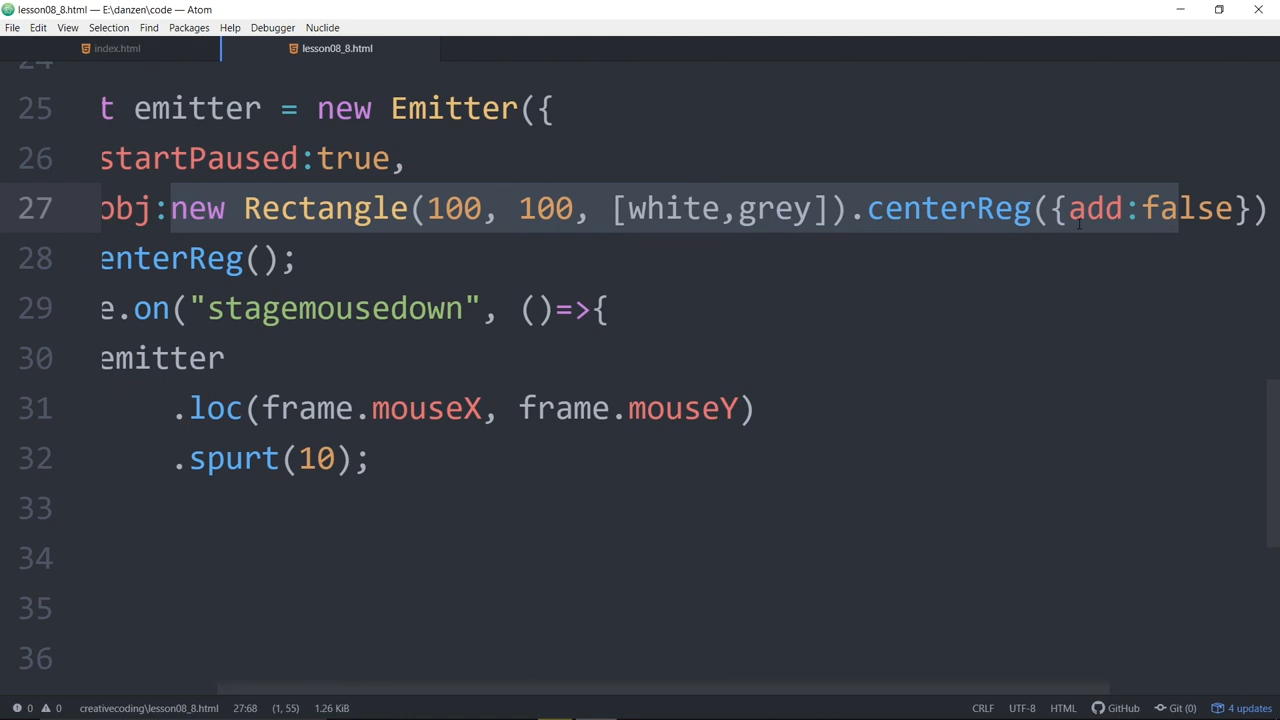 lesson08_8.html — E:\danzen\code — Atom
File Edit View Selection Find Packages Help Debugger Nuclide
index.html lesson08_8.html
24
25 t emitter = new Emitter({
26 startPaused:true,
27 obj:new Rectangle(100, 100, [white,grey]).centerReg({add:false})
28 enterReg();
29 e.on("stagemousedown", ()=>{
30 emitter
31 .loc(frame.mouseX, frame.mouseY)
32 .spurt(10);
33
34
35
36
0 0 creativecoding\lesson08_8.html 27:68 (1, 55) 1.26 KiB CRLF UTF-8 HTML GitHub Git (0) 4 updates